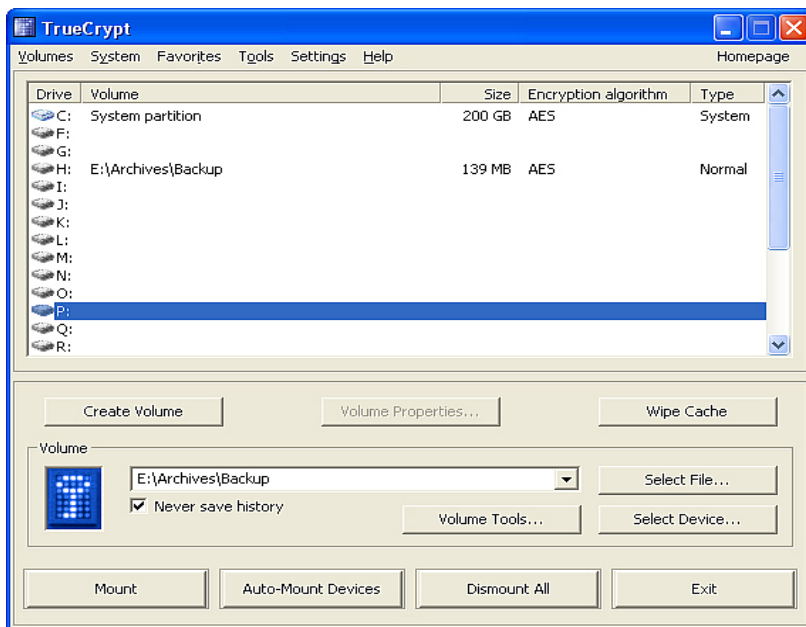 TrueCrypt
Volumes System Favorites Tools Settings Help Homepage
Drive Volume Size Encryption algorithm Type
C: System partition 200 GB AES System
F:
G:
H: E:\Archives\Backup 139 MB AES Normal
I:
J:
K:
L:
M:
N:
O:
P:
Q:
R:
Create Volume Volume Properties... Wipe Cache
Volume
E:\Archives\Backup Select File...
Never save history
Volume Tools... Select Device...
Mount Auto-Mount Devices Dismount All Exit